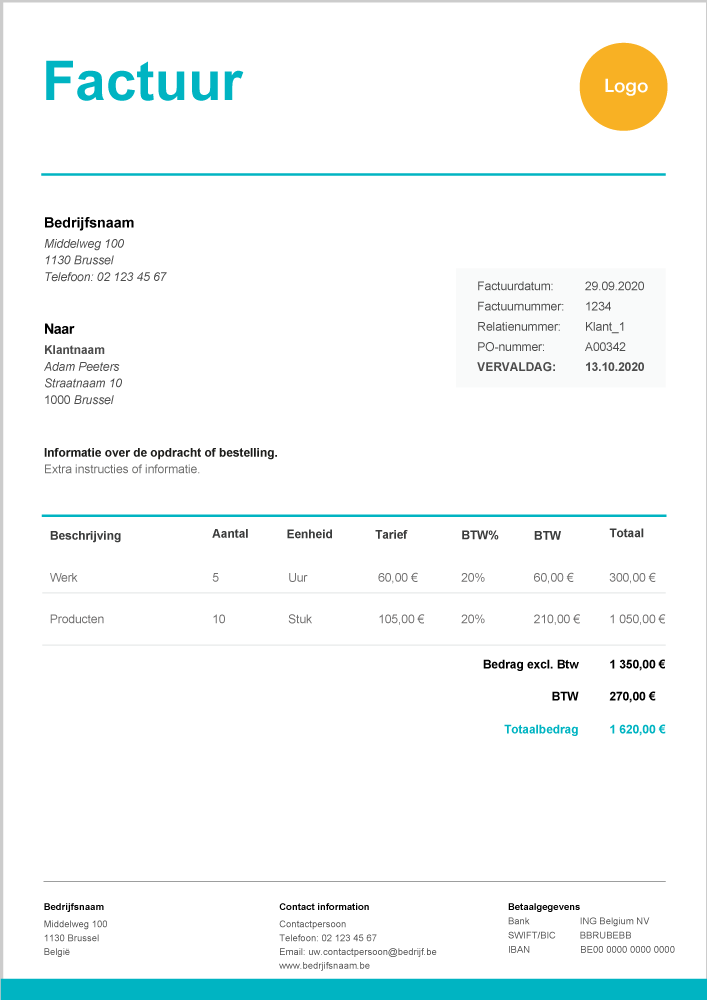 Factuur
Logo
Bedrijfsnaam
Middelweg 100
1130 Brussel
Telefoon: 02 123 45 67
Factuurdatum: 29.09.2020
Factuurnummer: 1234
Relatienummer: Klant_1
PO-nummer: A00342
VERVALDAG: 13.10.2020
Naar
Klantnaam
Adam Peeters
Straatnaam 10
1000 Brussel
Informatie over de opdracht of bestelling.
Extra instructies of informatie.
Beschrijving Aantal Eenheid Tarief BTW% BTW Totaal
Werk 5 Uur 60,00 € 20% 60,00 € 300,00 €
Producten 10 Stuk 105,00 € 20% 210,00 € 1 050,00 €
Bedrag excl. Btw 1 350,00 €
BTW 270,00 €
Totaalbedrag 1 620,00 €
Bedrijfsnaam
Middelweg 100
1130 Brussel
België
Contact information
Contactpersoon
Telefoon: 02 123 45 67
Email: uw.contactpersoon@bedrijf.be
www.bedrjifsnaam.be
Betaalgegevens
Bank ING Belgium NV
SWIFT/BIC BBRUBEBB
IBAN BE00 0000 0000 0000